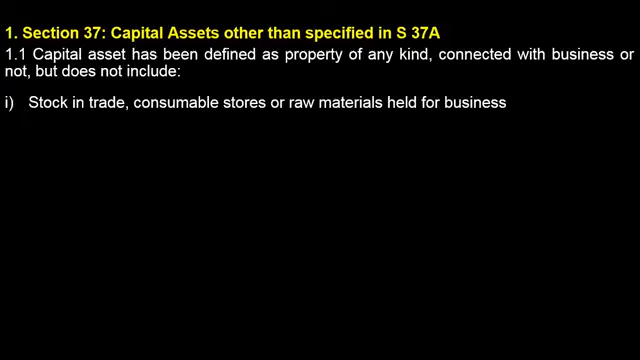 1. Section 37: Capital Assets other than specified in S 37A
1.1 Capital asset has been defined as property of any kind, connected with business or
not, but does not include:
i) Stock in trade, consumable stores or raw materials held for business